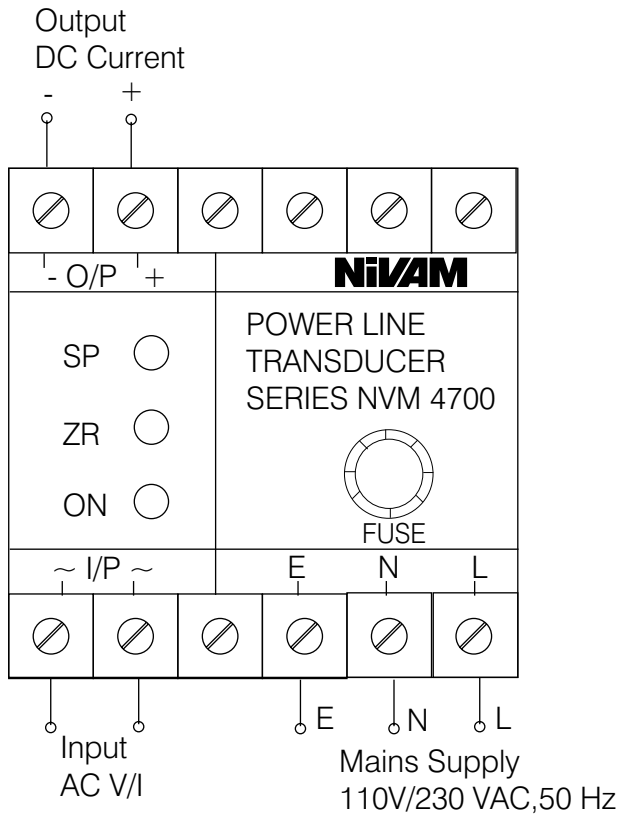 Output
DC Current
- +
- O/P +
NiVAM
POWER LINE
TRANSDUCER
SERIES NVM 4700
SP
ZR
ON
FUSE
~ I/P ~
E N L
E N L
Input
AC V/I
Mains Supply
110V/230 VAC,50 Hz